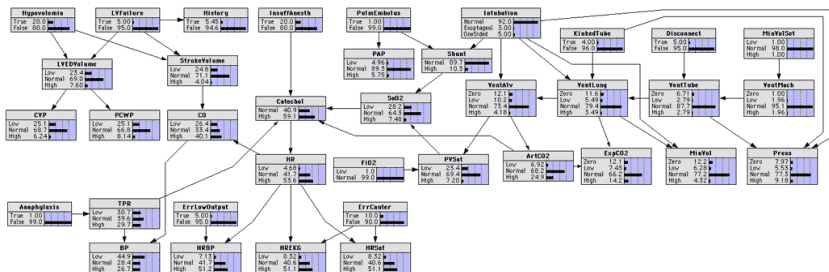 Hypovolemia
True 20.0
False 80.0
LVFailure
True 5.00
False 95.0
History
True 5.45
False 94.6
InsuffAnesth
True 20.0
False 80.0
PulmEmbolus
True 1.00
False 99.0
Intubation
Normal 92.0
Esophageal 3.00
OneSided 5.00
KinkedTube
True 4.00
False 96.0
Disconnect
True 5.00
False 95.0
MinVolSet
Low 1.00
Normal 98.0
High 1.00
LVEDVolume
Low 23.4
Normal 69.0
High 7.60
StrokeVolume
Low 24.8
Normal 71.1
High 4.04
PAP
Low 4.96
Normal 89.3
High 5.75
Shunt
Normal 89.7
High 10.3
VentAlv
Zero 12.1
Low 10.2
Normal 73.4
High 4.18
VentLung
Zero 11.6
Low 5.49
Normal 79.4
High 3.49
VentTube
Zero 6.71
Low 2.79
Normal 87.7
High 2.79
VentMach
Zero 1.00
Low 1.96
Normal 95.1
High 1.96
CVP
Low 25.1
Normal 68.7
High 6.24
PCWP
Low 25.1
Normal 66.8
High 8.14
CO
Low 26.4
Normal 33.4
High 40.1
Catechol
Normal 40.9
High 59.1
SaO2
Low 28.2
Normal 64.3
High 7.48
HR
Low 4.68
Normal 41.7
High 53.6
FiO2
Low 1.0
Normal 99.0
PVSat
Low 23.4
Normal 69.4
High 7.20
ArtCO2
Low 6.92
Normal 68.2
High 24.9
ExpCO2
Zero 12.1
Low 7.43
Normal 66.2
High 14.2
MinVol
Zero 12.2
Low 6.28
Normal 77.2
High 4.32
Press
Zero 7.97
Low 5.53
Normal 77.3
High 9.18
Anaphylaxis
True 1.00
False 99.0
TPR
Low 30.7
Normal 39.6
High 29.7
ErrLowOutput
True 5.00
False 95.0
ErrCauter
True 10.0
False 90.0
BP
Low 44.9
Normal 28.4
High 26.7
HRBP
Low 7.13
Normal 41.7
High 51.2
HREKG
Low 8.32
Normal 40.6
High 51.1
HRSat
Low 8.32
Normal 40.6
High 51.1